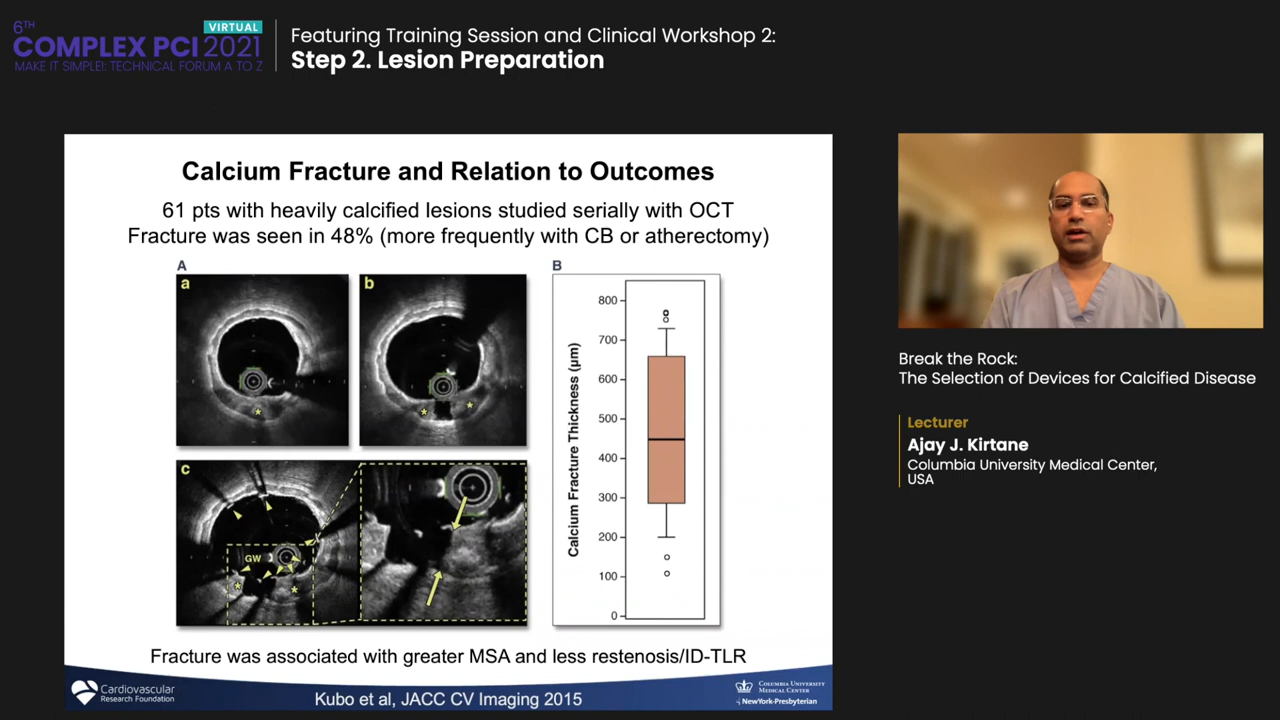 6TH
VIRTUAL
COMPLEX PCI 2021
MAKE IT SIMPLE!: TECHNICAL FORUM A TO Z
Featuring Training Session and Clinical Workshop 2:
Step 2. Lesion Preparation
Calcium Fracture and Relation to Outcomes
61 pts with heavily calcified lesions studied serially with OCT
Fracture was seen in 48% (more frequently with CB or atherectomy)
A
a
b
c
GW
B
Calcium Fracture Thickness (µm)
800
700
600
500
400
300
200
100
0
Fracture was associated with greater MSA and less restenosis/ID-TLR
Cardiovascular
Research Foundation
Kubo et al, JACC CV Imaging 2015
COLUMBIA UNIVERSITY
MEDICAL CENTER
NewYork-Presbyterian
Break the Rock:
The Selection of Devices for Calcified Disease
Lecturer
Ajay J. Kirtane
Columbia University Medical Center,
USA